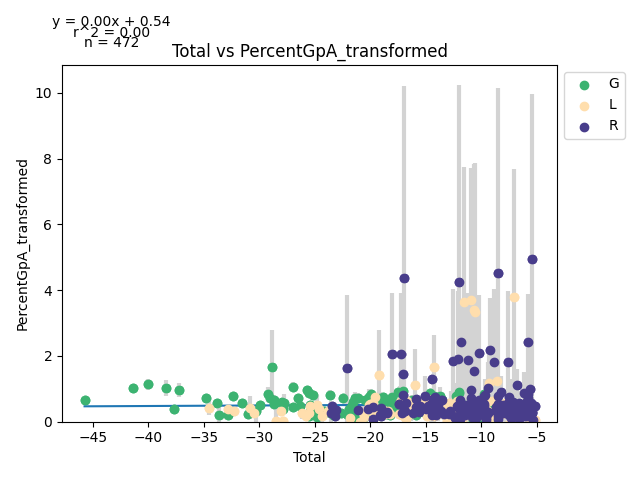 y = 0.00x + 0.54
r^2 = 0.00
n = 472
Total vs PercentGpA_transformed
G
L
R
PercentGpA_transformed
10
8
6
4
2
0
−45
−40
−35
−30
−25
−20
−15
−10
−5
Total